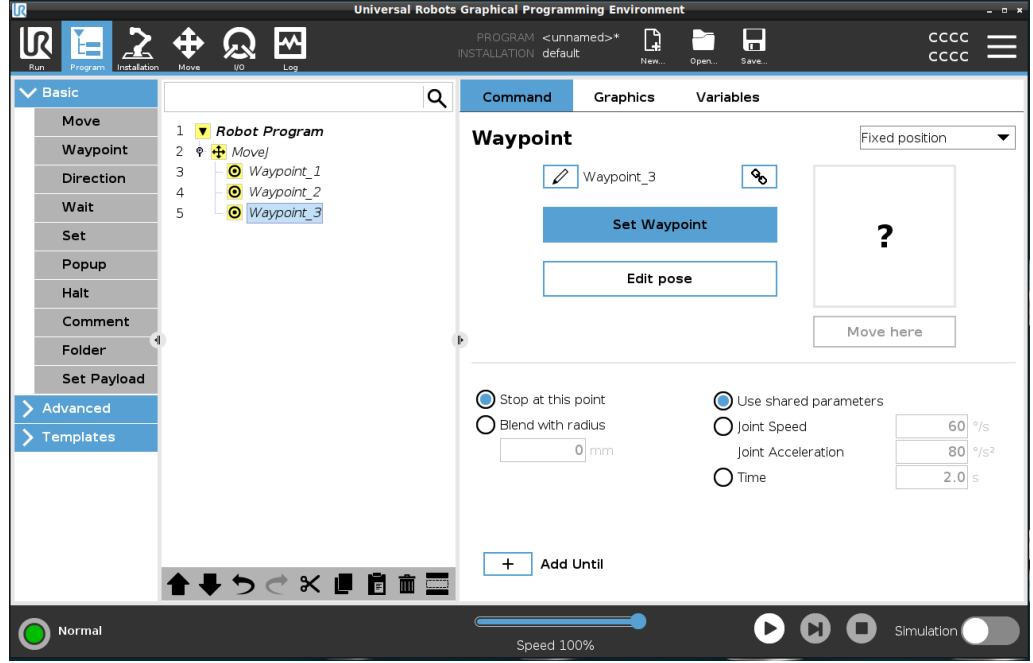 UR
Universal Robots Graphical Programming Environment
UR
Run
Program
Installation
Move
I/O
Log
PROGRAM <unnamed>*
INSTALLATION default
New...
Open...
Save...
cccc
cccc
Basic
Move
Waypoint
Direction
Wait
Set
Popup
Halt
Comment
Folder
Set Payload
Advanced
Templates
1 Robot Program
2 MoveJ
3 Waypoint_1
4 Waypoint_2
5 Waypoint_3
Command Graphics Variables
Waypoint
Fixed position
Waypoint_3
Set Waypoint
Edit pose
?
Move here
Stop at this point
Blend with radius
0 mm
Use shared parameters
Joint Speed 60 °/s
Joint Acceleration 80 °/s²
Time 2.0 s
+ Add Until
Normal
Speed 100%
Simulation